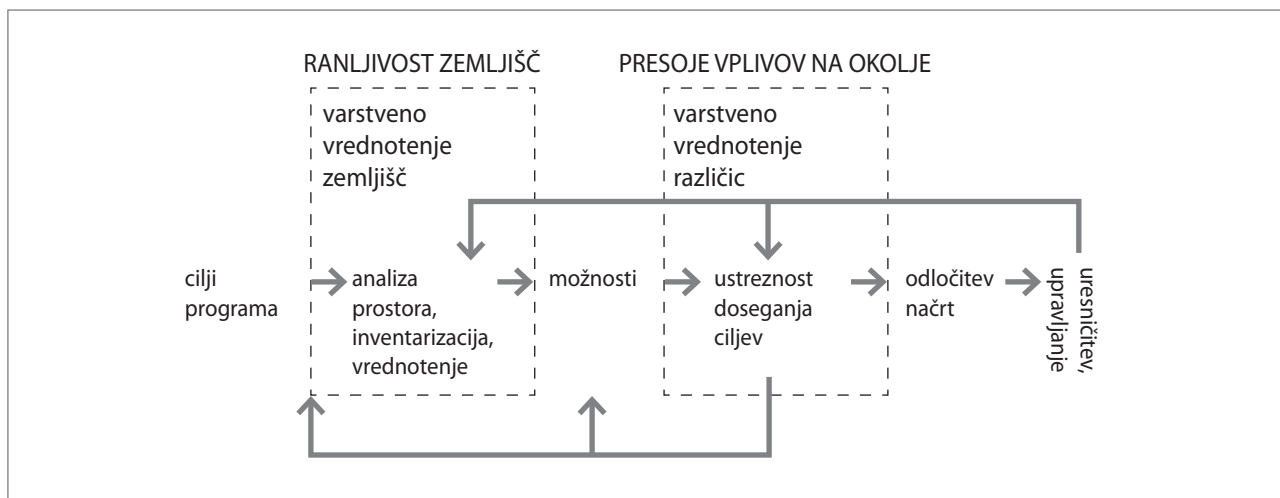 RANLJIVOST ZEMLJIŠČ
PRESOJE VPLIVOV NA OKOLJE
varstveno
vrednotenje
zemljišč
varstveno
vrednotenje
različic
cilji
programa
analiza
prostora,
inventarizacija,
vrednotenje
možnosti
ustreznost
doseganja
ciljev
odločitev
načrt
uresničitev,
upravljanje